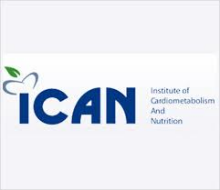 iCAN
Institute of
Cardiometabolism
And
Nutrition